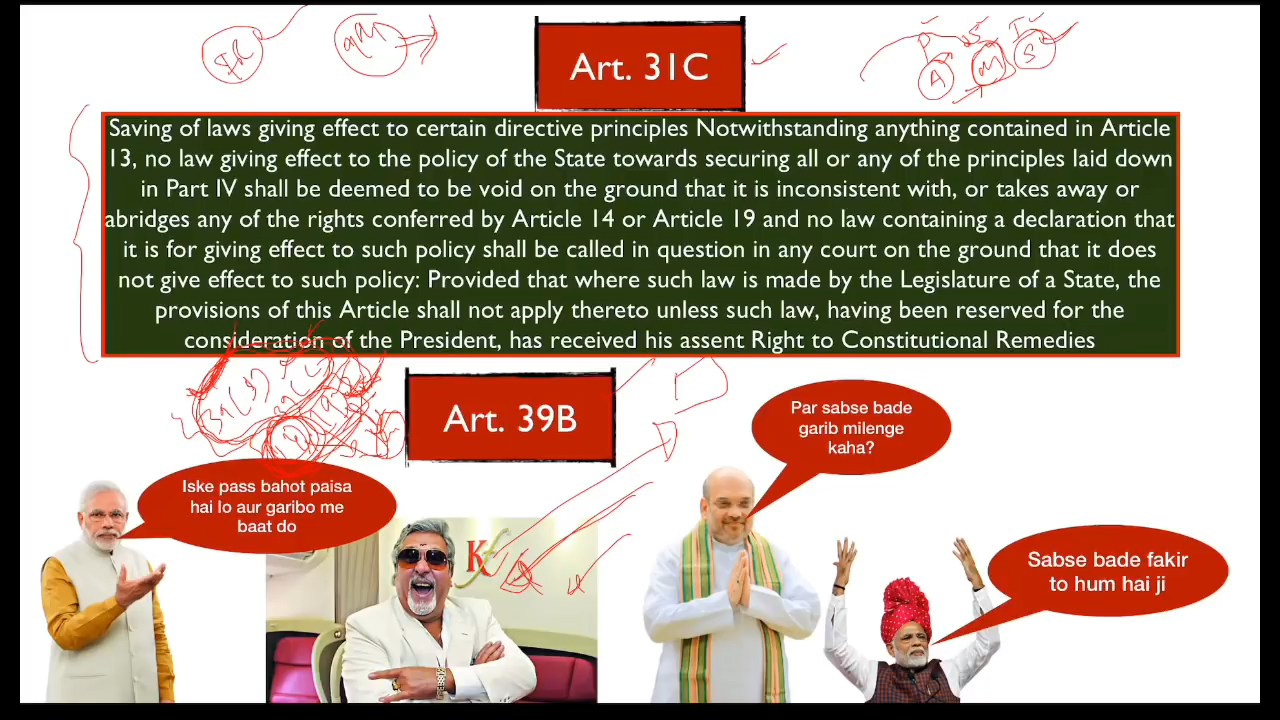 Art. 31C
Saving of laws giving effect to certain directive principles Notwithstanding anything contained in Article
13, no law giving effect to the policy of the State towards securing all or any of the principles laid down
in Part IV shall be deemed to be void on the ground that it is inconsistent with, or takes away or
abridges any of the rights conferred by Article 14 or Article 19 and no law containing a declaration that
it is for giving effect to such policy shall be called in question in any court on the ground that it does
not give effect to such policy: Provided that where such law is made by the Legislature of a State, the
provisions of this Article shall not apply thereto unless such law, having been reserved for the
consideration of the President, has received his assent Right to Constitutional Remedies
Art. 39B
Par sabse bade
garib milenge
kaha?
Iske pass bahot paisa
hai lo aur garibo me
baat do
Sabse bade fakir
to hum hai ji